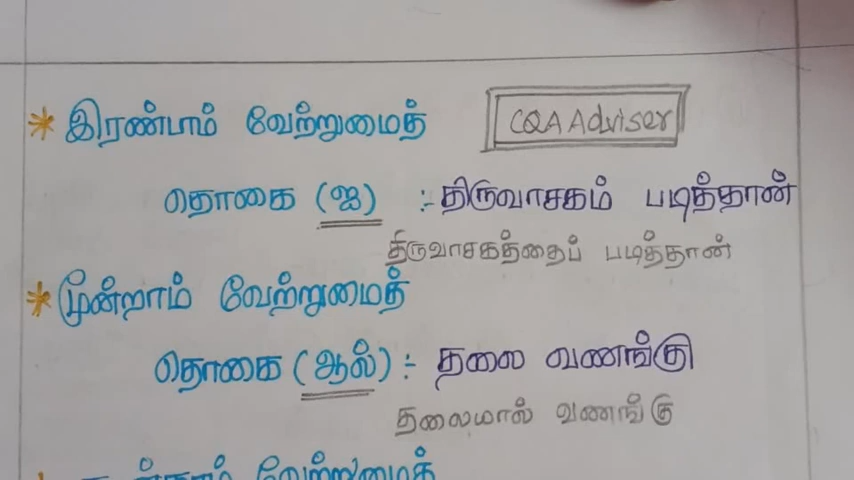 * இரண்டாம் வேற்றுமைத்
CQA Adviser
தொகை (ஐ) :- திருவாசகம் படித்தான்
திருவாசகத்தைப் படித்தான்
* மூன்றாம் வேற்றுமைத்
தொகை (ஆல்) :- தலை வணங்கு
தலைமால் வணங்கு
வேற்றுமைத்